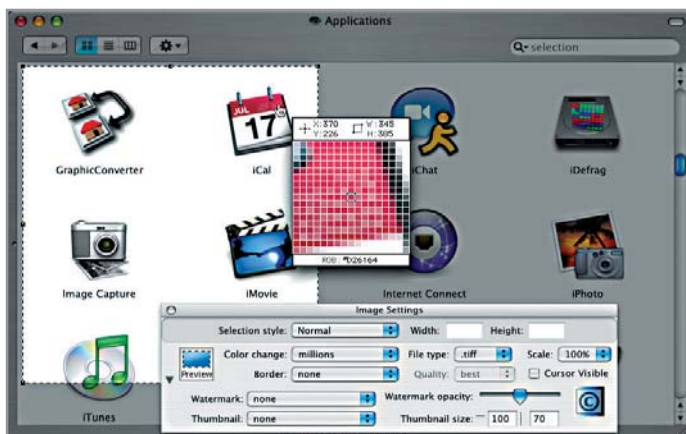 Applications
selection
GraphicConverter
iCal
JUL
17
X:370
Y:226
W:345
H:385
iChat
iDefrag
RGB: #D26164
Image Capture
iMovie
Internet Connect
iPhoto
iTunes
Image Settings
Selection style: Normal Width: Height:
Color change: millions File type: .tiff Scale: 100%
Preview
Border: none Quality: best Cursor Visible
Watermark: none Watermark opacity:
Thumbnail: none Thumbnail size: 100 70
©